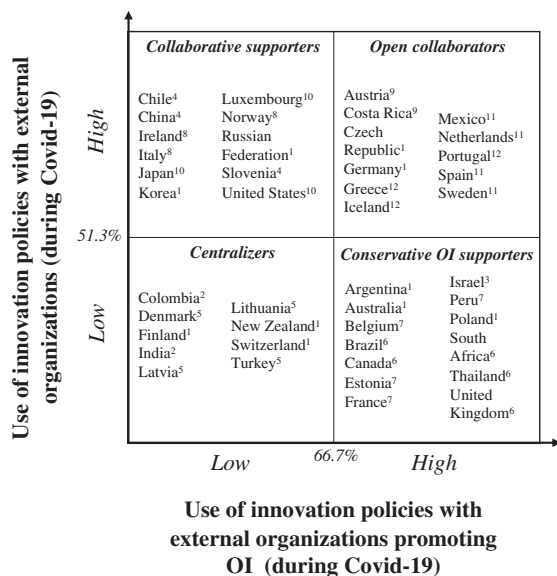 Use of innovation policies with external
organizations (during Covid-19)
High
51.3%
Low
Collaborative supporters
Chile⁴
China⁴
Ireland⁸
Italy⁸
Japan¹⁰
Korea¹
Luxembourg¹⁰
Norway⁸
Russian
Federation¹
Slovenia⁴
United States¹⁰
Open collaborators
Austria⁹
Costa Rica⁹
Czech
Republic¹
Germany¹
Greece¹²
Iceland¹²
Mexico¹¹
Netherlands¹¹
Portugal¹²
Spain¹¹
Sweden¹¹
Centralizers
Colombia²
Denmark⁵
Finland¹
India²
Latvia⁵
Lithuania⁵
New Zealand¹
Switzerland¹
Turkey⁵
Conservative OI supporters
Argentina¹
Australia¹
Belgium⁷
Brazil⁶
Canada⁶
Estonia⁷
France⁷
Israel³
Peru⁷
Poland¹
South
Africa⁶
Thailand⁶
United
Kingdom⁶
Low
66.7%
High
Use of innovation policies with
external organizations promoting
OI (during Covid-19)